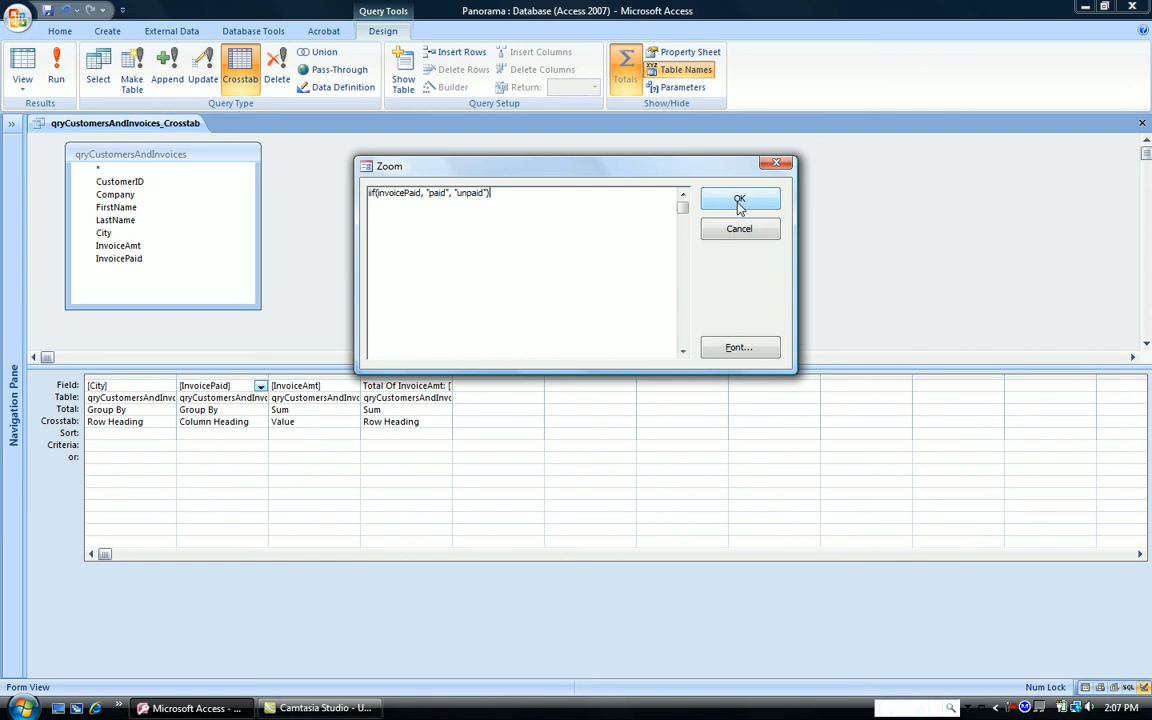 Query Tools
Panorama : Database (Access 2007) - Microsoft Access
Home
Create
External Data
Database Tools
Acrobat
Design
View
Run
Select
Make Table
Append
Update
Crosstab
Delete
Union
Pass-Through
Data Definition
Show Table
Insert Rows
Delete Rows
Builder
Insert Columns
Delete Columns
Return:
Totals
Property Sheet
Table Names
Parameters
Results
Query Type
Query Setup
Show/Hide
qryCustomersAndInvoices_Crosstab
qryCustomersAndInvoices
*
CustomerID
Company
FirstName
LastName
City
InvoiceAmt
InvoicePaid
Zoom
iif(invoicePaid, "paid", "unpaid")
OK
Cancel
Font...
Navigation Pane
Field: [City] [InvoicePaid] [InvoiceAmt] Total Of InvoiceAmt: [
Table: qryCustomersAndInvo qryCustomersAndInvo qryCustomersAndInvo qryCustomersAndInvo
Total: Group By Group By Sum Sum
Crosstab: Row Heading Column Heading Value Row Heading
Sort:
Criteria:
or:
Form View
Num Lock
SQL
Microsoft Access - ...
Camtasia Studio - U...
2:07 PM